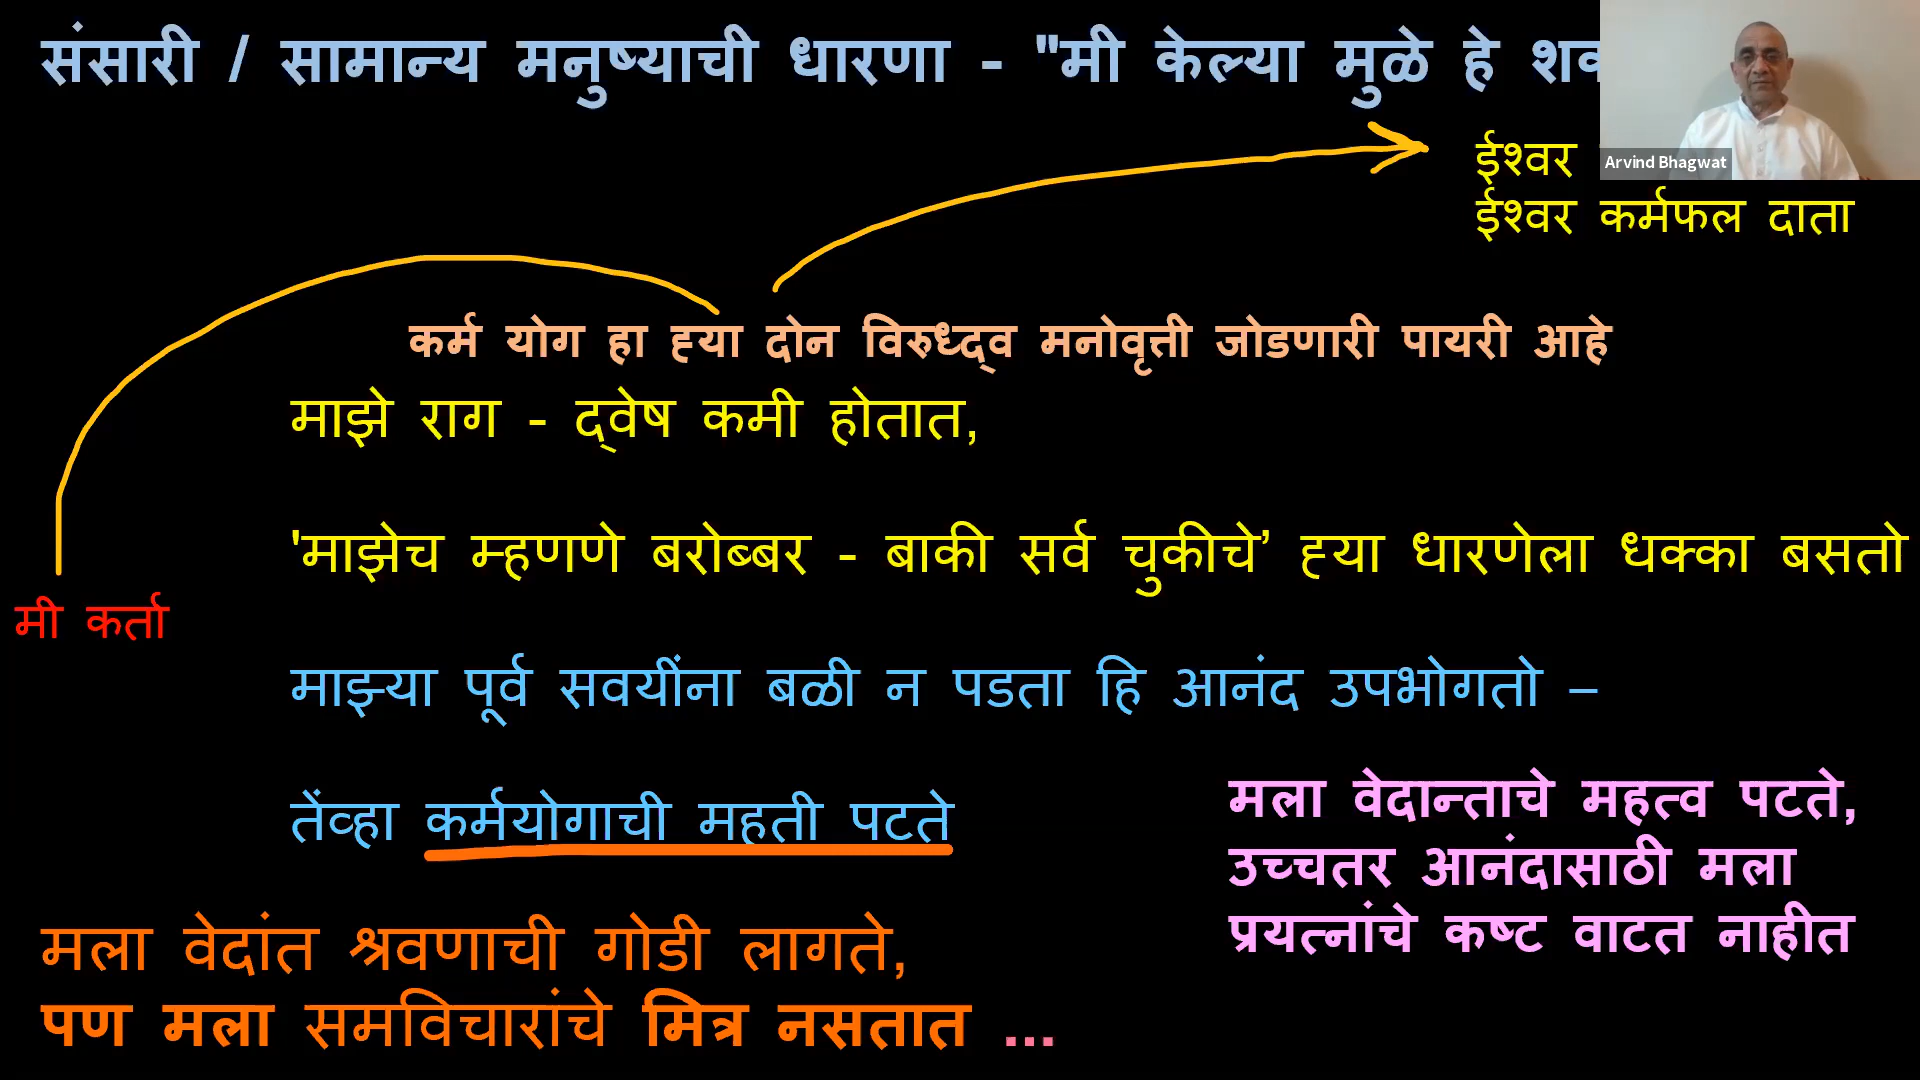 संसारी / सामान्य मनुष्याची धारणा - "मी केल्या मुळे हे
Arvind Bhagwat
ईश्वर
ईश्वर कर्मफल दाता
कर्म योग हा ह्या दोन विरुध्द्व मनोवृत्ती जोडणारी पायरी आहे
माझे राग - द्वेष कमी होतात,
'माझेच म्हणणे बरोब्बर - बाकी सर्व चुकीचे’ ह्या धारणेला धक्का बसतो
मी कर्ता
माझ्या पूर्व सवयींना बळी न पडता हि आनंद उपभोगतो –
तेंव्हा कर्मयोगाची महती पटते
मला वेदान्ताचे महत्व पटते,
उच्चतर आनंदासाठी मला
प्रयत्नांचे कष्ट वाटत नाहीत
मला वेदांत श्रवणाची गोडी लागते,
पण मला समविचारांचे मित्र नसतात ...